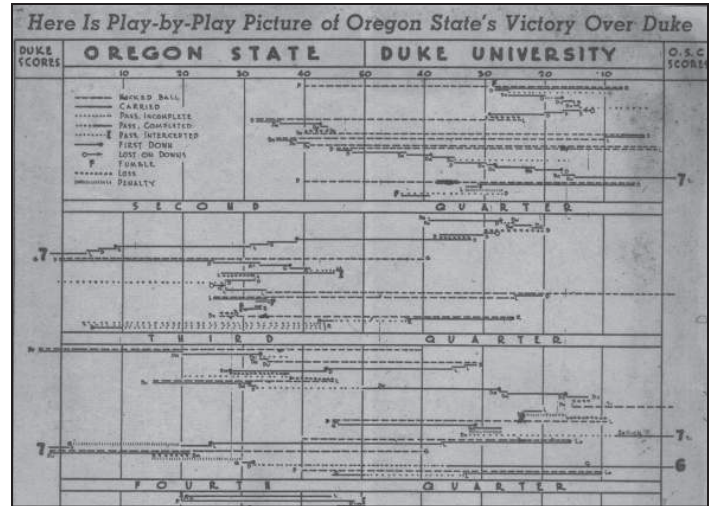 Here Is Play-by-Play Picture of Oregon State's Victory Over Duke
DUKE SCORES OREGON STATE DUKE UNIVERSITY O.S.C SCORES
10 20 30 40 50 40 30 20 10
KICKED BALL
CARRIED
PASS, INCOMPLETE
PASS, COMPLETED
PASS INTERCEPTED
FIRST DOWN
LOST ON DOWNS
F FUMBLE
LOSS
PENALTY
7
SECOND QUARTER
7
THIRD QUARTER
7
7
6
FOURTH QUARTER